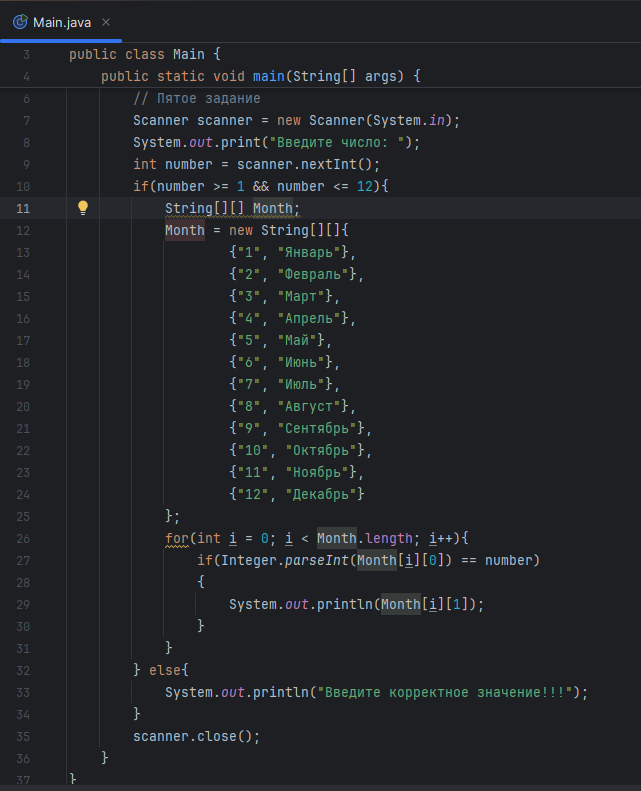 Main.java ×
3 public class Main {
4 public static void main(String[] args) {
6 // Пятое задание
7 Scanner scanner = new Scanner(System.in);
8 System.out.print("Введите число: ");
9 int number = scanner.nextInt();
10 if(number >= 1 && number <= 12){
11 String[][] Month;
12 Month = new String[][]{
13 {"1", "Январь"},
14 {"2", "Февраль"},
15 {"3", "Март"},
16 {"4", "Апрель"},
17 {"5", "Май"},
18 {"6", "Июнь"},
19 {"7", "Июль"},
20 {"8", "Август"},
21 {"9", "Сентябрь"},
22 {"10", "Октябрь"},
23 {"11", "Ноябрь"},
24 {"12", "Декабрь"}
25 };
26 for(int i = 0; i < Month.length; i++){
27 if(Integer.parseInt(Month[i][0]) == number)
28 {
29 System.out.println(Month[i][1]);
30 }
31 }
32 } else{
33 System.out.println("Введите корректное значение!!!");
34 }
35 scanner.close();
36 }
37 }